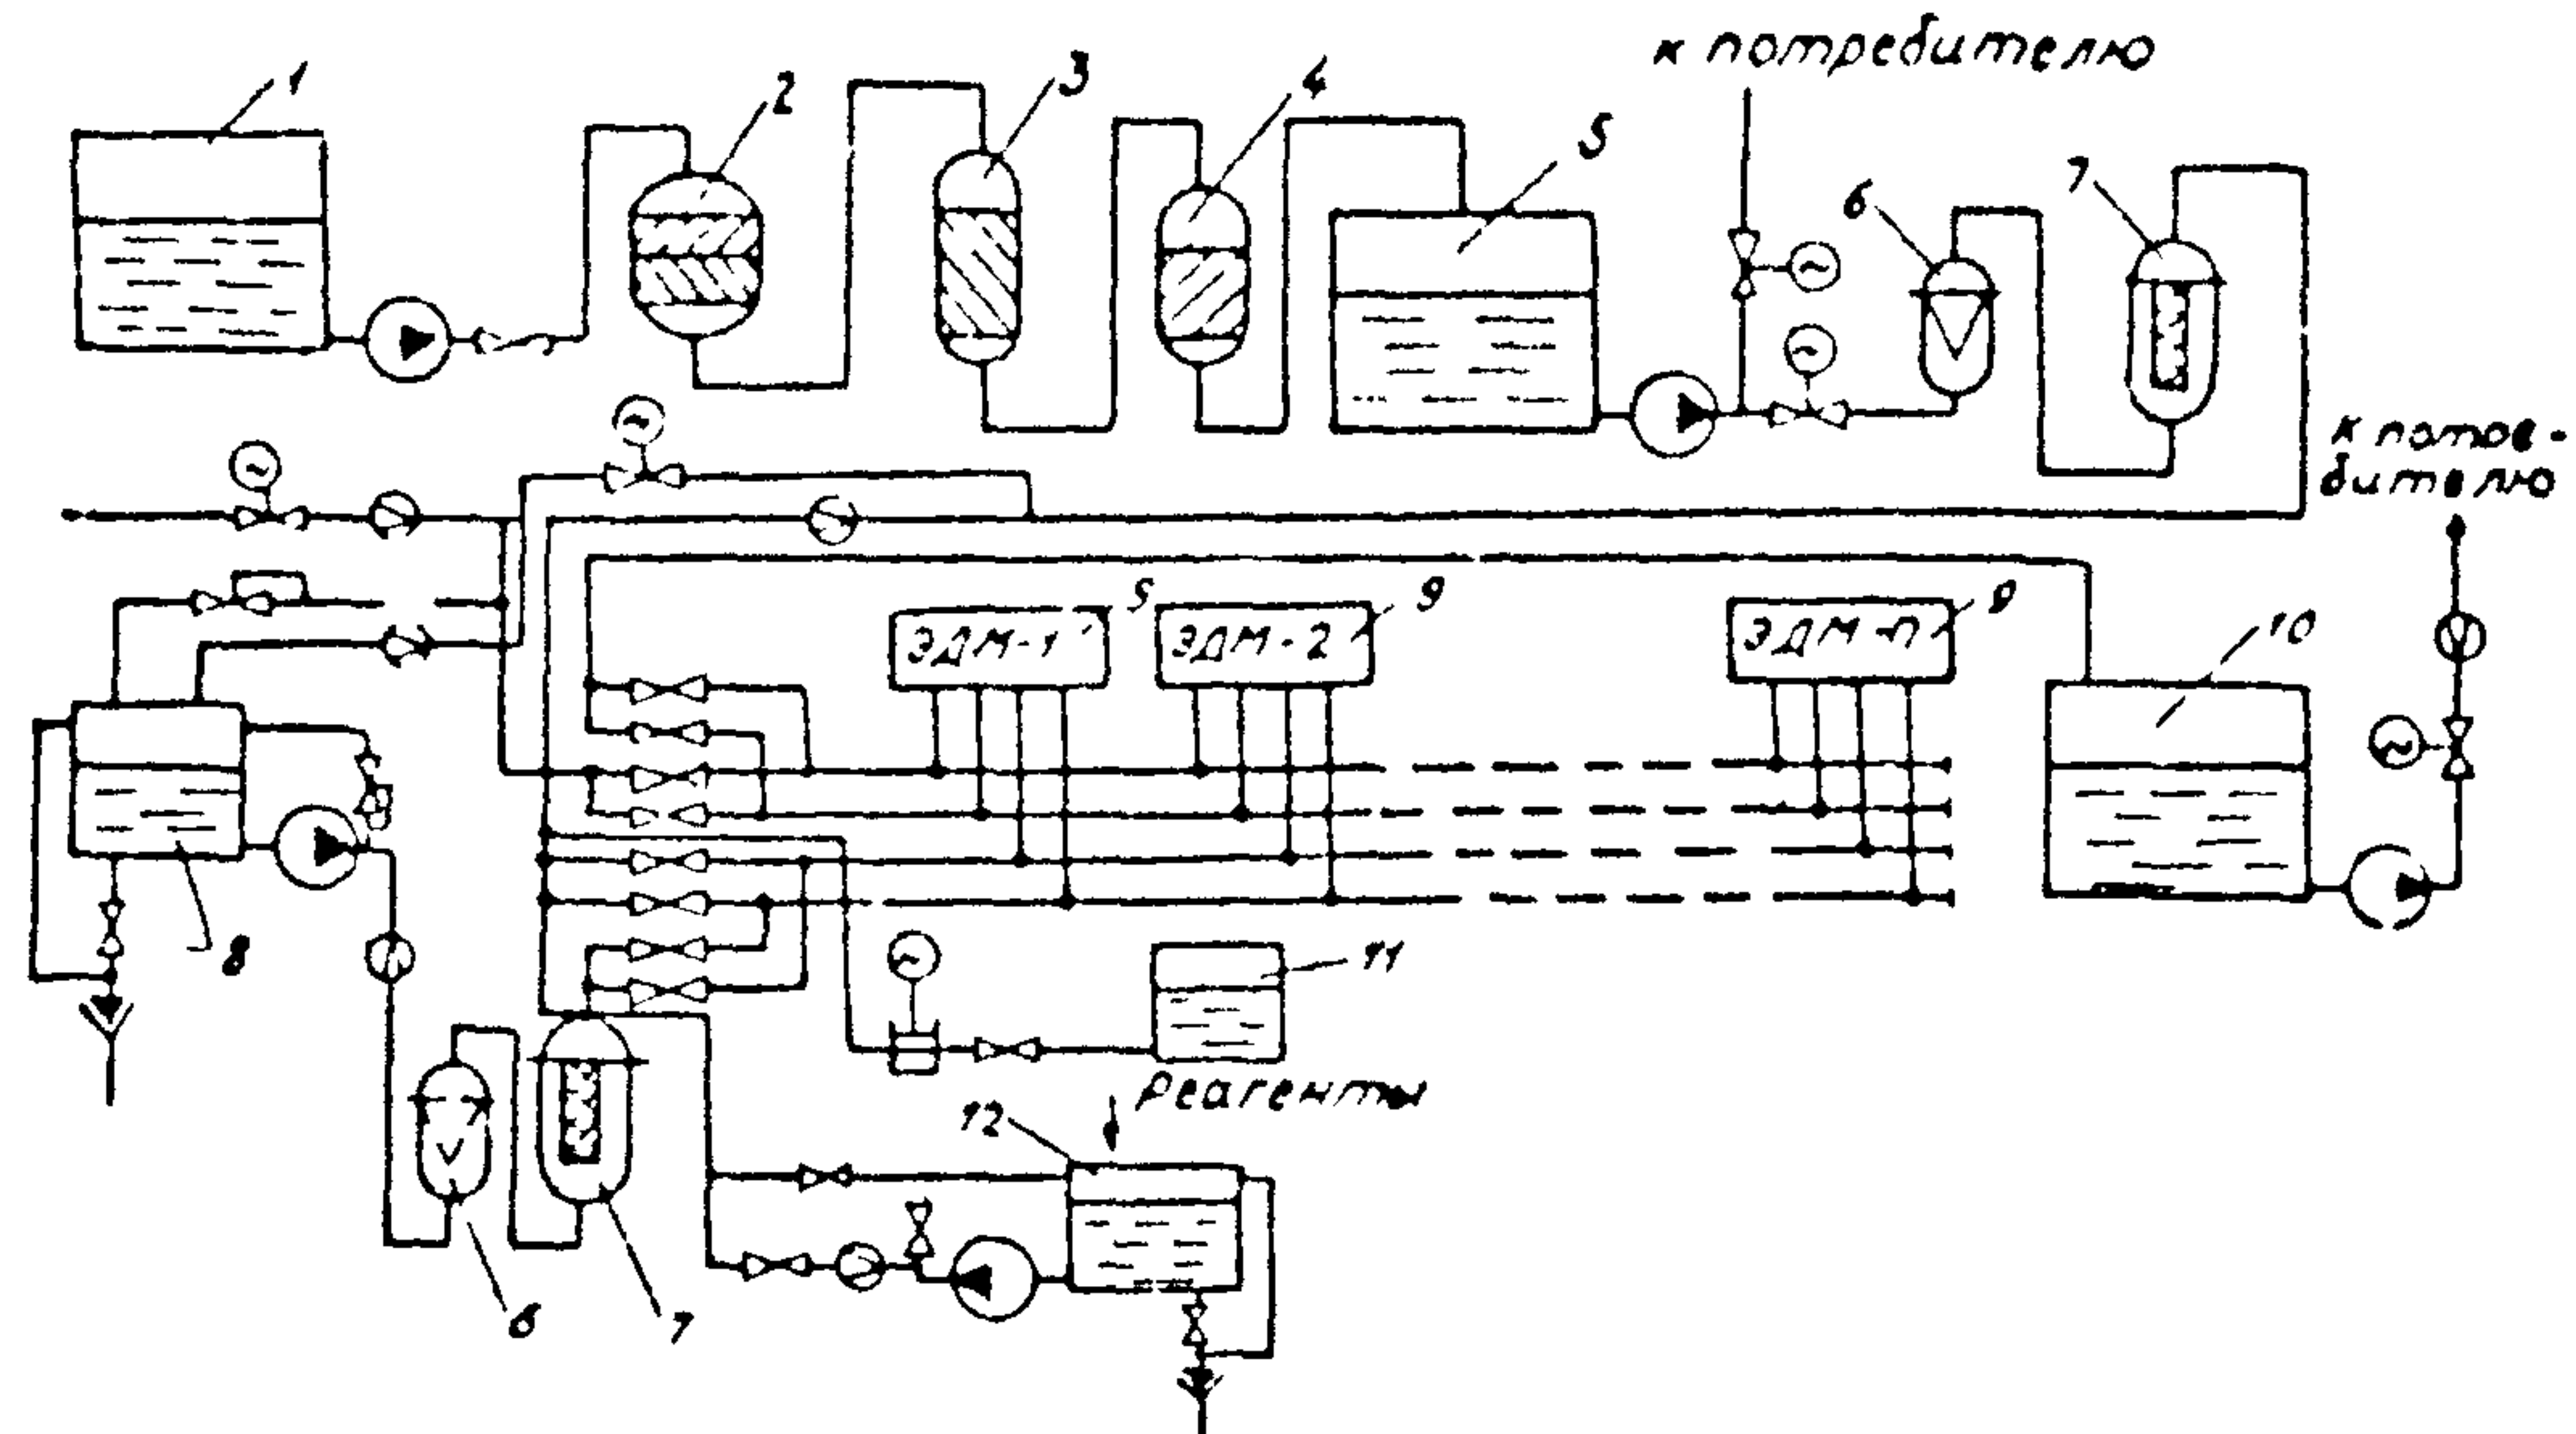 1
2
3
4
5
к потребителю
6
7
к потре-
бителю
ЭДМ-1
9
ЭДМ-2
9
ЭДМ-п
9
10
8
11
Реагенты
12
6
7